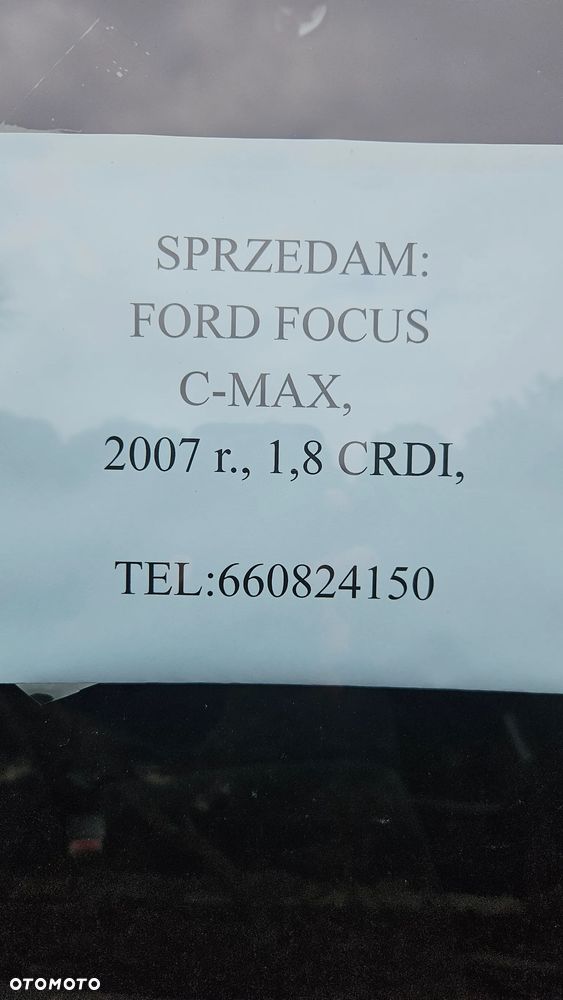 SPRZEDAM:
FORD FOCUS
C-MAX,
2007 r., 1,8 CRDI,
TEL:660824150
OTOMOTO